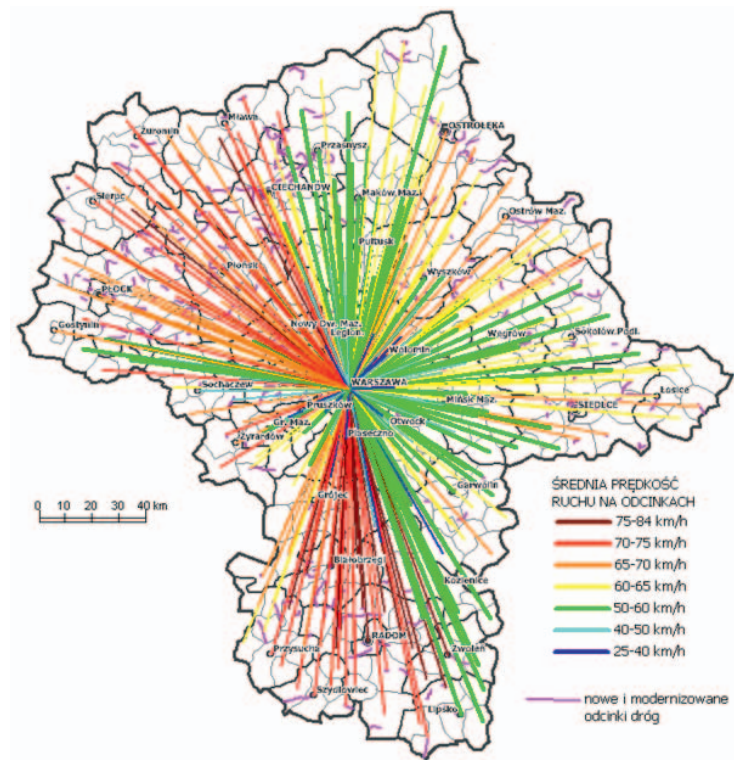 Mława
Żuromin
OSTROŁĘKA
Przasnysz
CIECHANÓW
Maków Maz.
Sierpc
Ostrów Maz.
Pułtusk
Płońsk
Wyszków
PŁOCK
Nowy Dw. Maz.
Legion.
Gostynin
Węgrów
Sokołów Podl.
Wołomin
WARSZAWA
Sochaczew
Łosice
Mińsk Maz.
SIEDLCE
Pruszków
Gr. Maz.
Otwock
Piaseczno
Żyrardów
Garwolin
Grójec
0 10 20 30 40 km
ŚREDNIA PRĘDKOŚĆ
RUCHU NA ODCINKACH
75-84 km/h
70-75 km/h
65-70 km/h
60-65 km/h
50-60 km/h
40-50 km/h
25-40 km/h
Białobrzegi
Kozienice
RADOM
Przysucha
Zwoleń
Szydłowiec
Lipsko
nowe i modernizowane
odcinki dróg